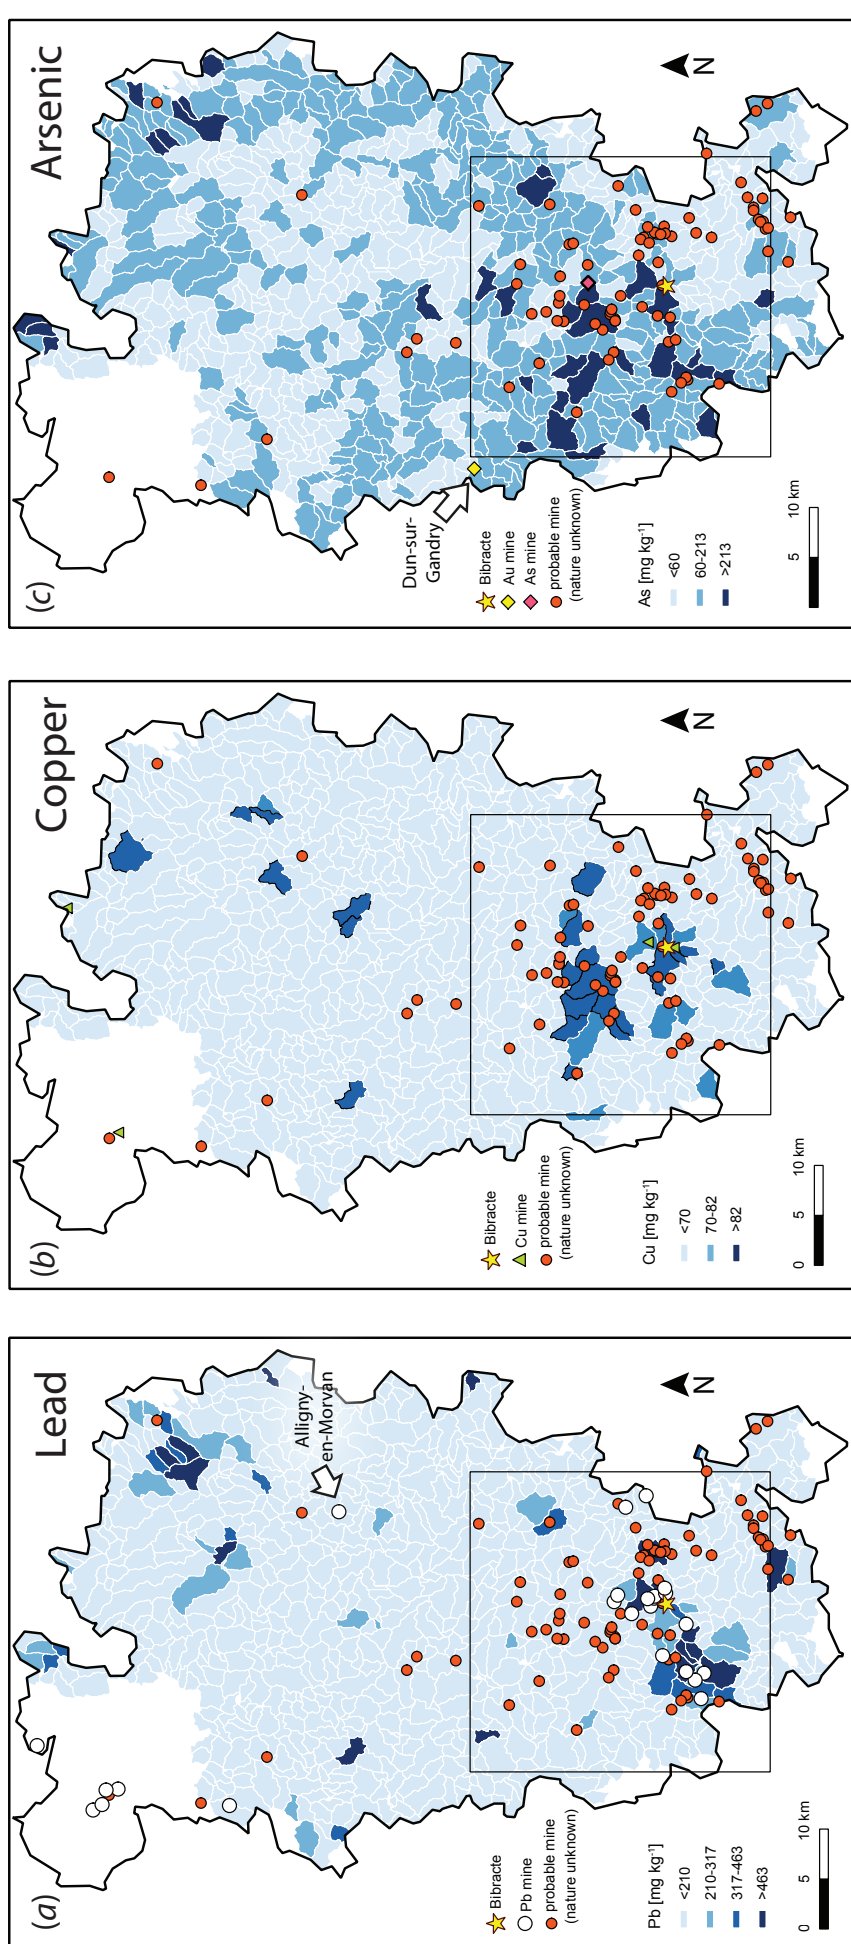 (a)
Lead
Alligny-
en-Morvan
Bibracte
Pb mine
probable mine
(nature unknown)
Pb [mg kg⁻¹]
<210
210-317
317-463
>463
0
5
10 km
N
(b)
Copper
Bibracte
Cu mine
probable mine
(nature unknown)
Cu [mg kg⁻¹]
<70
70-82
>82
0
5
10 km
N
(c)
Arsenic
Dun-sur-
Gandry
Bibracte
Au mine
As mine
probable mine
(nature unknown)
As [mg kg⁻¹]
<60
60-213
>213
5
10 km
N